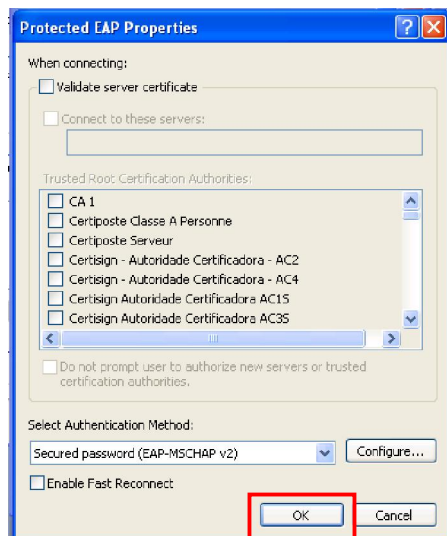 Protected EAP Properties
When connecting:
Validate server certificate
Connect to these servers:
Trusted Root Certification Authorities:
CA 1
Certiposte Classe A Personne
Certiposte Serveur
Certisign - Autoridade Certificadora - AC2
Certisign - Autoridade Certificadora - AC4
Certisign Autoridade Certificadora AC1S
Certisign Autoridade Certificadora AC3S
Do not prompt user to authorize new servers or trusted
certification authorities.
Select Authentication Method:
Secured password (EAP-MSCHAP v2)
Configure...
Enable Fast Reconnect
OK
Cancel